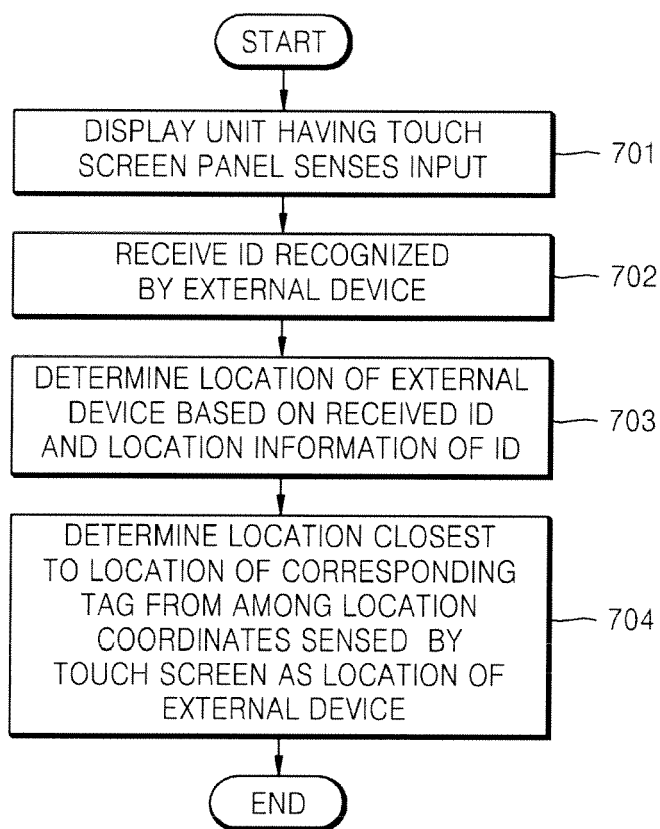 START
DISPLAY UNIT HAVING TOUCH
SCREEN PANEL SENSES INPUT
701
RECEIVE ID RECOGNIZED
BY EXTERNAL DEVICE
702
DETERMINE LOCATION OF EXTERNAL
DEVICE BASED ON RECEIVED ID
AND LOCATION INFORMATION OF ID
703
DETERMINE LOCATION CLOSEST
TO LOCATION OF CORRESPONDING
TAG FROM AMONG LOCATION
COORDINATES SENSED BY
TOUCH SCREEN AS LOCATION OF
EXTERNAL DEVICE
704
END